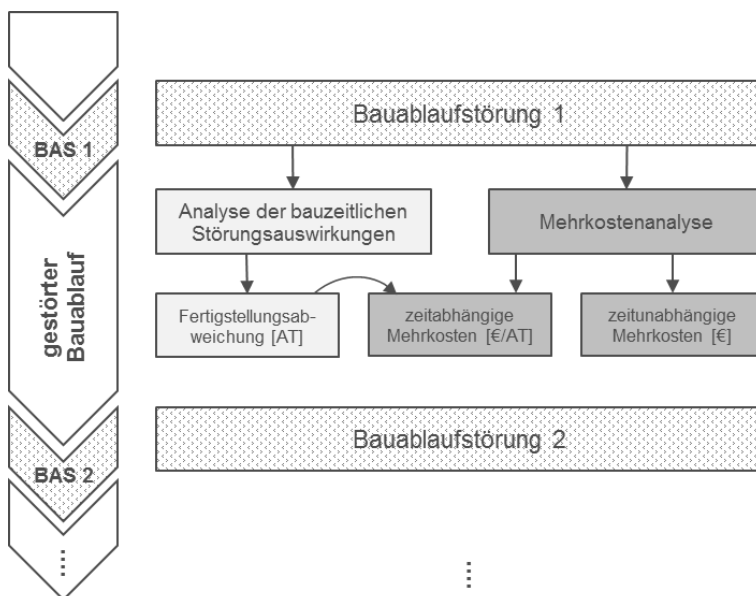 BAS 1
gestörter
Bauablauf
BAS 2
Bauablaufstörung 1
Analyse der bauzeitlichen
Störungsauswirkungen
Mehrkostenanalyse
Fertigstellungsab-
weichung [AT]
zeitabhängige
Mehrkosten [€/AT]
zeitunabhängige
Mehrkosten [€]
Bauablaufstörung 2